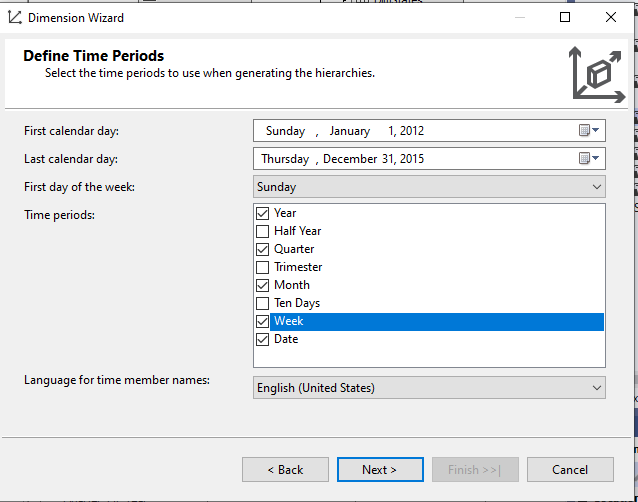 Dimension Wizard
Define Time Periods
Select the time periods to use when generating the hierarchies.
First calendar day:
Sunday , January 1, 2012
Last calendar day:
Thursday , December 31, 2015
First day of the week:
Sunday
Time periods:
Year
Half Year
Quarter
Trimester
Month
Ten Days
Week
Date
Language for time member names:
English (United States)
< Back
Next >
Finish >>|
Cancel